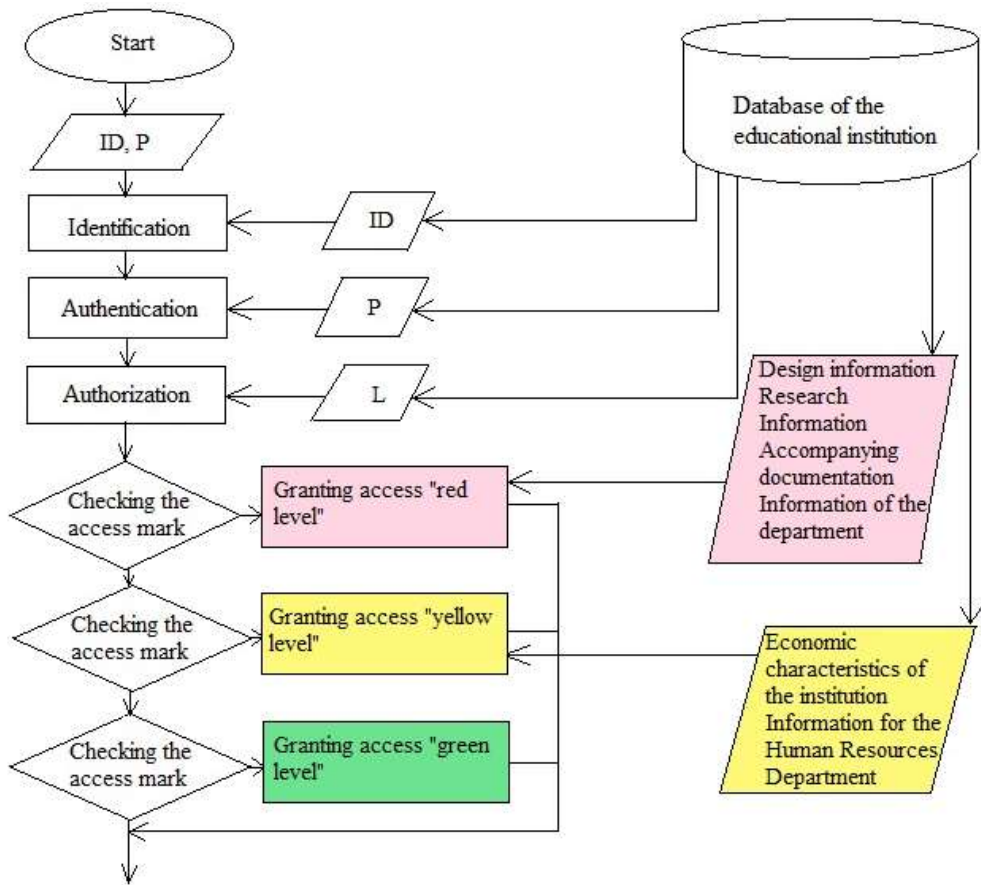 Start
Database of the
educational institution
ID, P
Identification
ID
Authentication
P
Authorization
L
Design information
Research
Information
Accompanying
documentation
Information of the
department
Checking the
access mark
Granting access "red
level"
Checking the
access mark
Granting access "yellow
level"
Economic
characteristics of
the institution
Information for the
Human Resources
Department
Checking the
access mark
Granting access "green
level"